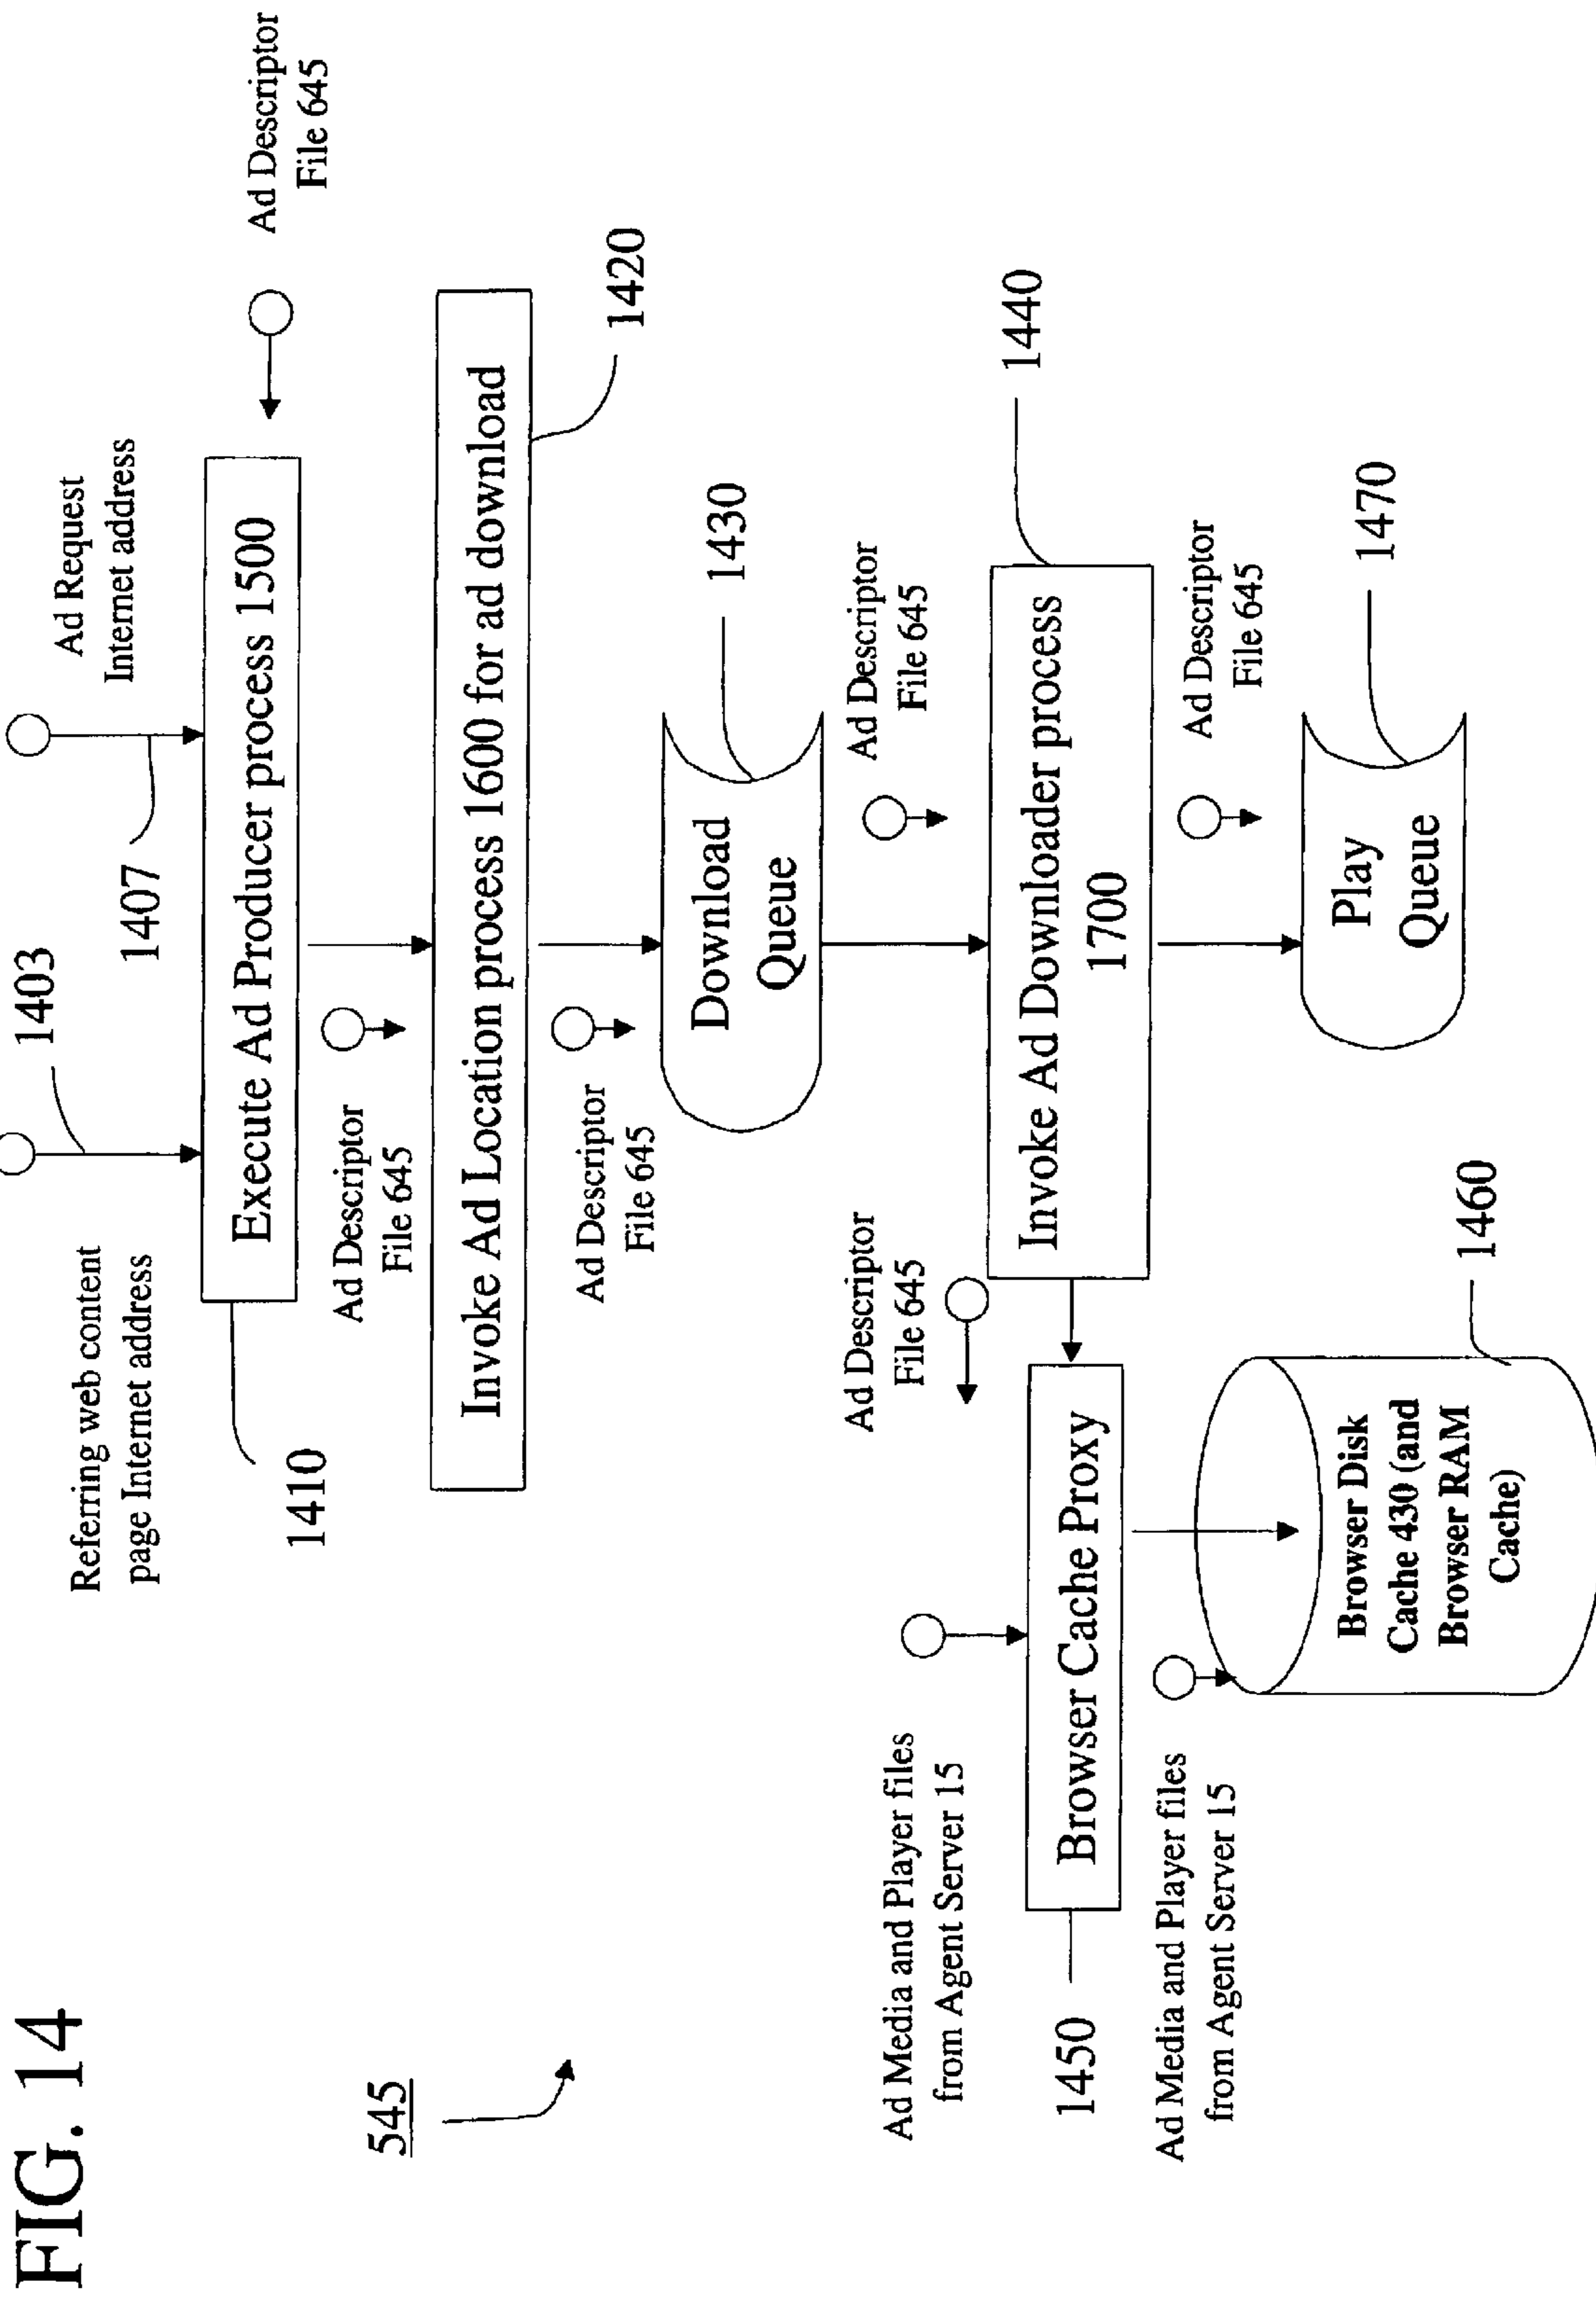 FIG. 14
545
Referring web content
page Internet address
1403
1407
Ad Request
Internet address
1410
Execute Ad Producer process 1500
Ad Descriptor
File 645
Ad Descriptor
File 645
Invoke Ad Location process 1600 for ad download
1420
Ad Descriptor
File 645
Download
Queue
1430
Ad Descriptor
File 645
Ad Descriptor
File 645
Invoke Ad Downloader process
1700
1440
Ad Media and Player files
from Agent Server 15
1450
Browser Cache Proxy
Ad Media and Player files
from Agent Server 15
Browser Disk
Cache 430 (and
Browser RAM
Cache)
1460
Ad Descriptor
File 645
Play
Queue
1470